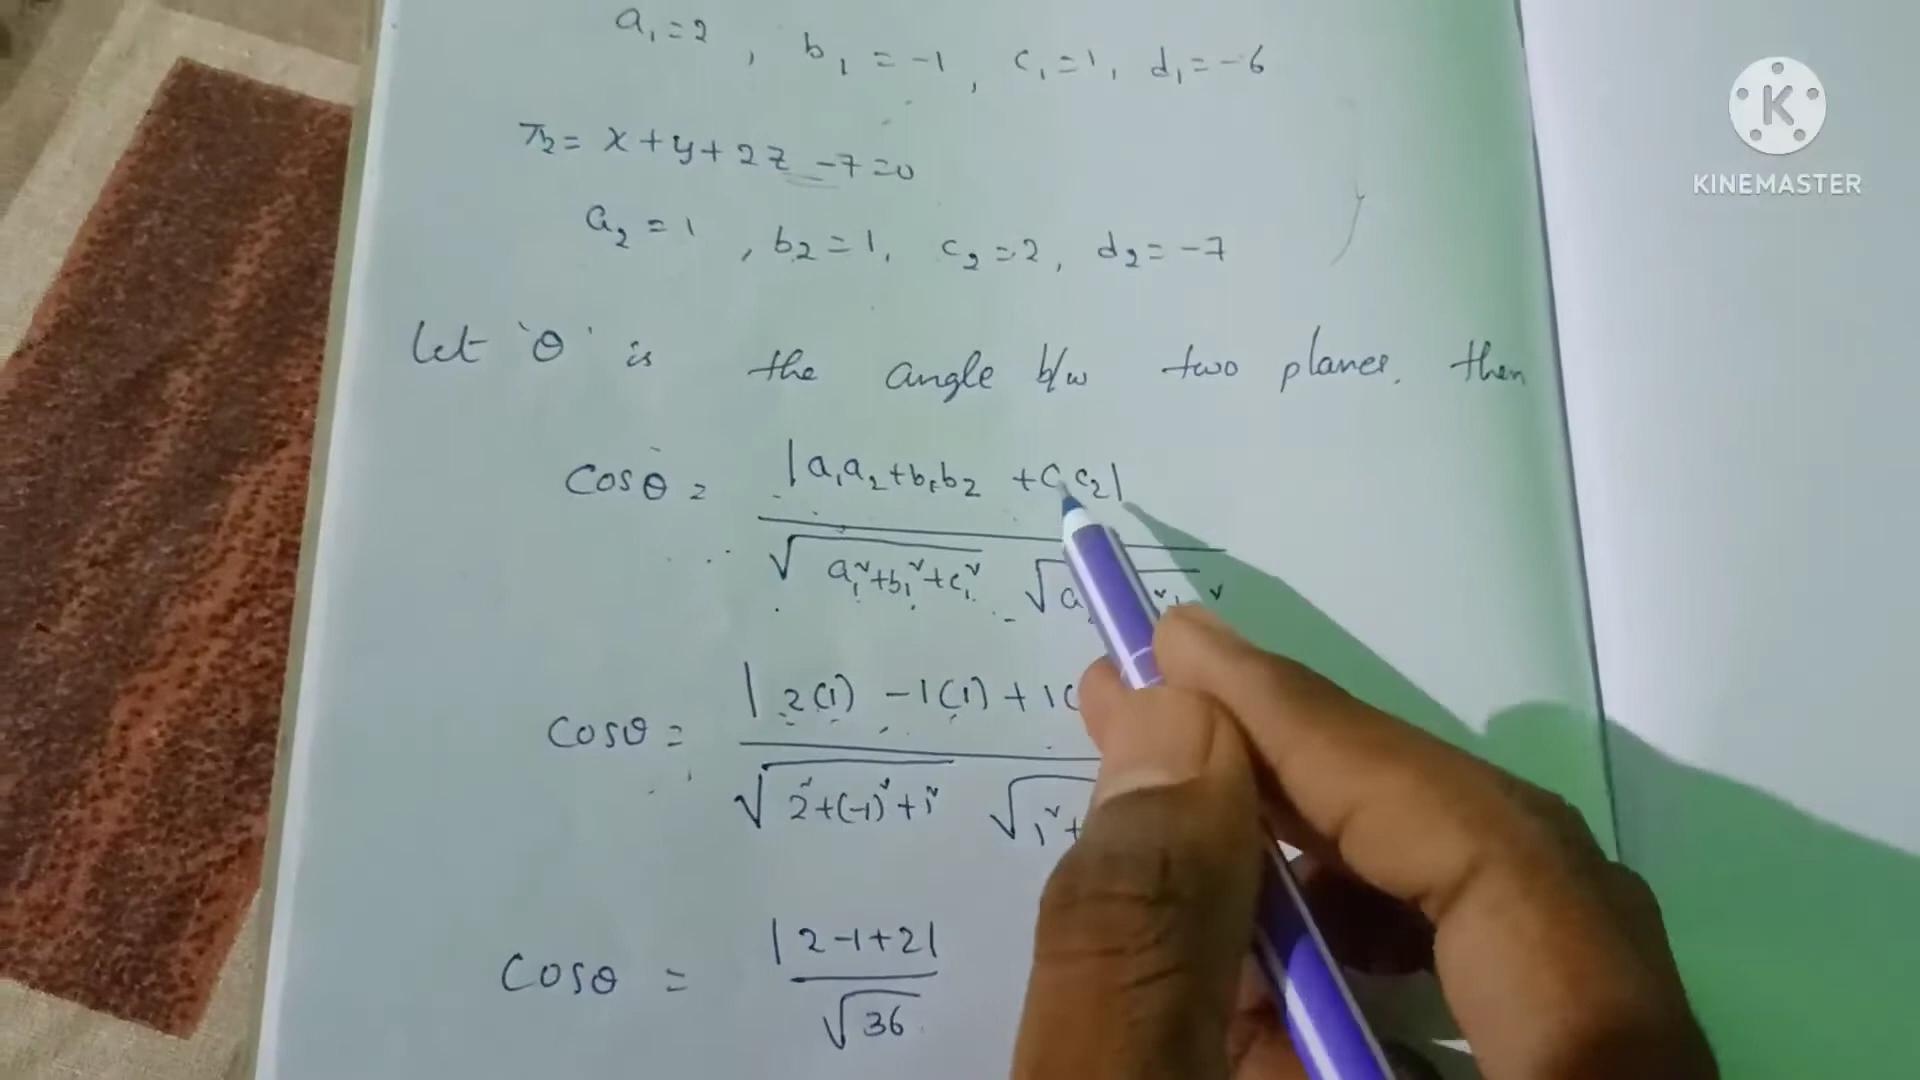 a₁=2 , b₁ = -1 , c₁=1, d₁=-6
π₂= x+y+2z -7=0
a₂ = 1 , b₂=1, c₂=2, d₂=-7
KINEMASTER
let 'θ' is the angle b/w two planes. then
Cosθ = |a₁a₂+b₁b₂ +c₁c₂|
√a₁²+b₁²+c₁² √a
Cosθ = | 2(1) -1(1) + 1(
√2²+(-1)²+1² √1²+
Cosθ = |2-1+2|
√36